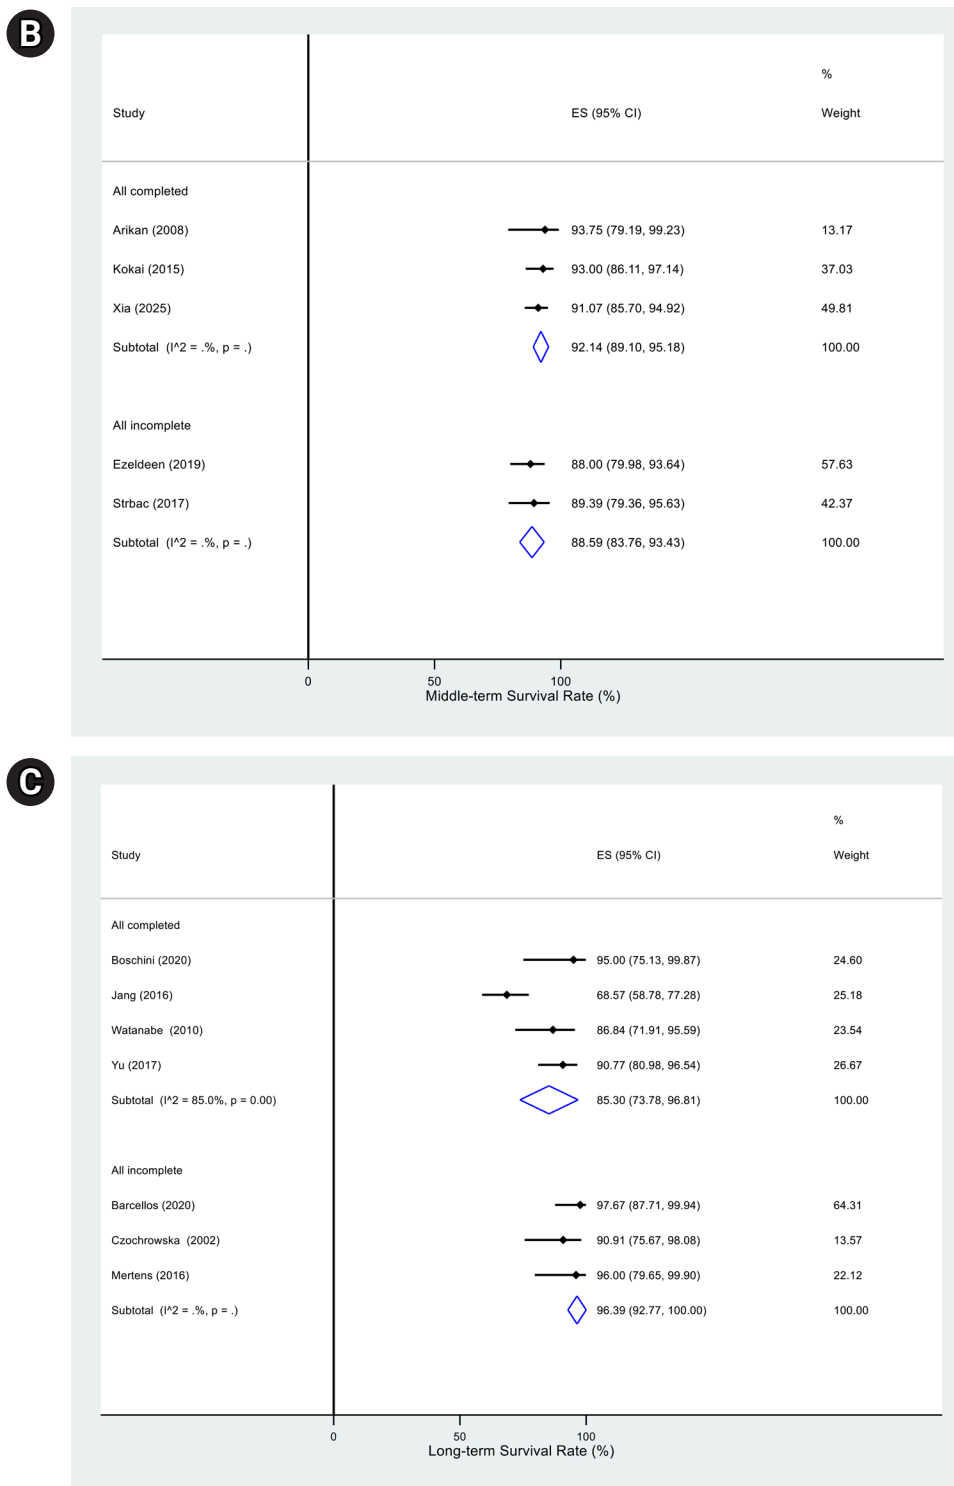 B
%
Study ES (95% CI) Weight
All completed
Arikan (2008) 93.75 (79.19, 99.23) 13.17
Kokai (2015) 93.00 (86.11, 97.14) 37.03
Xia (2025) 91.07 (85.70, 94.92) 49.81
Subtotal (I^2 = .%, p = .) 92.14 (89.10, 95.18) 100.00
All incomplete
Ezeldeen (2019) 88.00 (79.98, 93.64) 57.63
Strbac (2017) 89.39 (79.36, 95.63) 42.37
Subtotal (I^2 = .%, p = .) 88.59 (83.76, 93.43) 100.00
0 50 100
Middle-term Survival Rate (%)
C
%
Study ES (95% CI) Weight
All completed
Boschini (2020) 95.00 (75.13, 99.87) 24.60
Jang (2016) 68.57 (58.78, 77.28) 25.18
Watanabe (2010) 86.84 (71.91, 95.59) 23.54
Yu (2017) 90.77 (80.98, 96.54) 26.67
Subtotal (I^2 = 85.0%, p = 0.00) 85.30 (73.78, 96.81) 100.00
All incomplete
Barcellos (2020) 97.67 (87.71, 99.94) 64.31
Czochrowska (2002) 90.91 (75.67, 98.08) 13.57
Mertens (2016) 96.00 (79.65, 99.90) 22.12
Subtotal (I^2 = .%, p = .) 96.39 (92.77, 100.00) 100.00
0 50 100
Long-term Survival Rate (%)